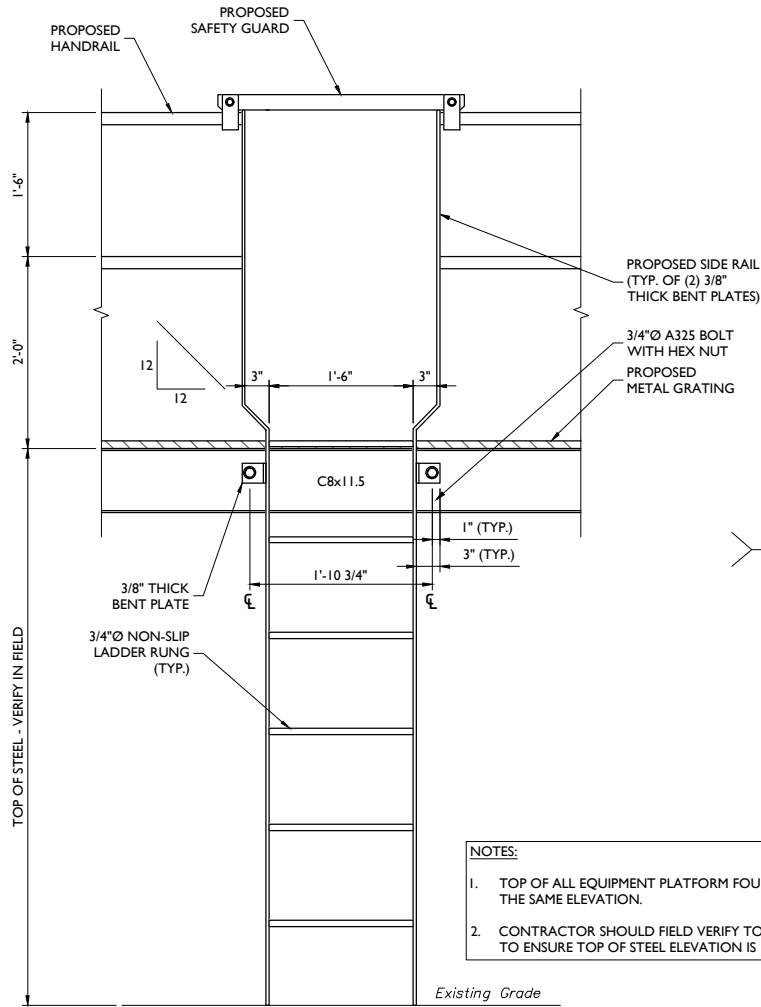 PROPOSED
SAFETY GUARD
PROPOSED
HANDRAIL
1'-6"
PROPOSED SIDE RAIL
(TYP. OF (2) 3/8"
THICK BENT PLATES)
2'-0"
12
12
3"
1'-6"
3"
3/4"Ø A325 BOLT
WITH HEX NUT
PROPOSED
METAL GRATING
C8x11.5
1" (TYP.)
3" (TYP.)
1'-10 3/4"
3/8" THICK
BENT PLATE
℄
℄
3/4"Ø NON-SLIP
LADDER RUNG
(TYP.)
TOP OF STEEL - VERIFY IN FIELD
NOTES:
1. TOP OF ALL EQUIPMENT PLATFORM FOU
THE SAME ELEVATION.
2. CONTRACTOR SHOULD FIELD VERIFY TO
TO ENSURE TOP OF STEEL ELEVATION IS
Existing Grade